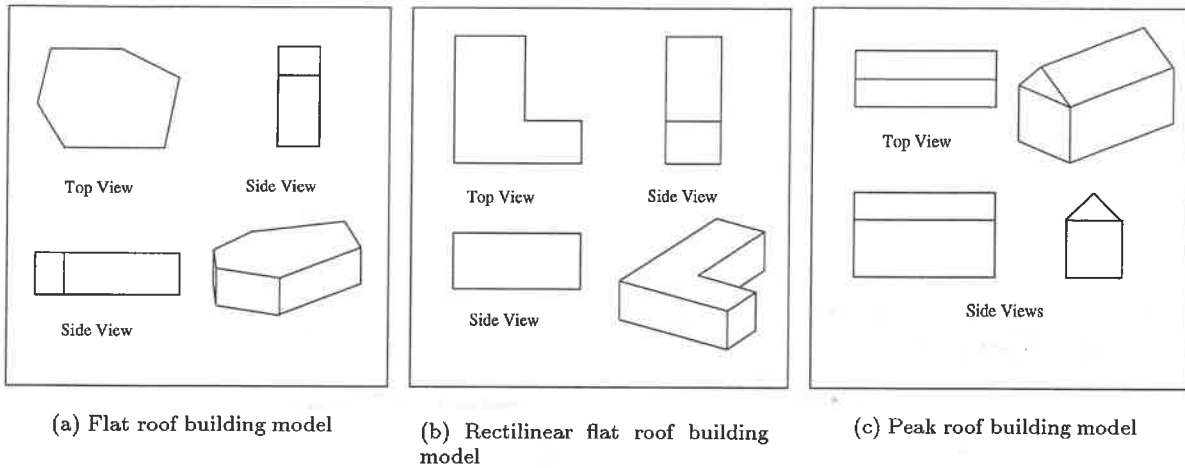 Top View
Side View
Side View
(a) Flat roof building model
Top View
Side View
Side View
(b) Rectilinear flat roof building
model
Top View
Side Views
(c) Peak roof building model